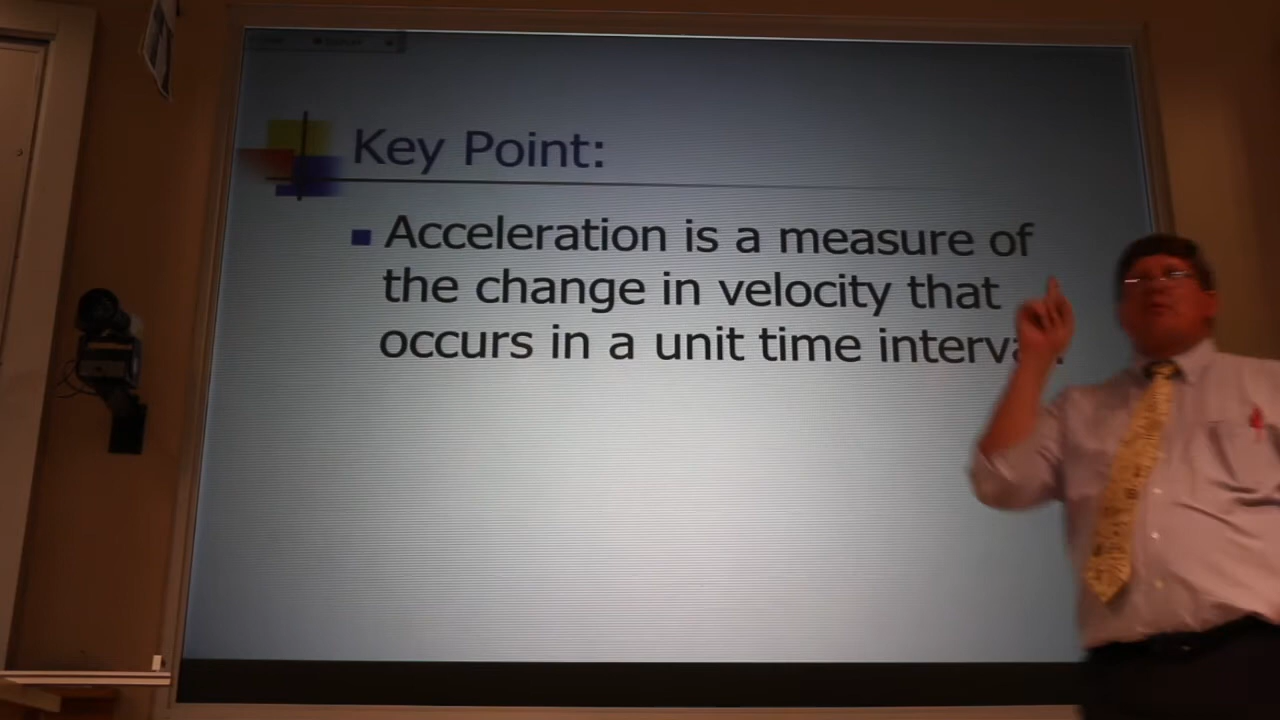 Key Point:
Acceleration is a measure of
the change in velocity that
occurs in a unit time interval.